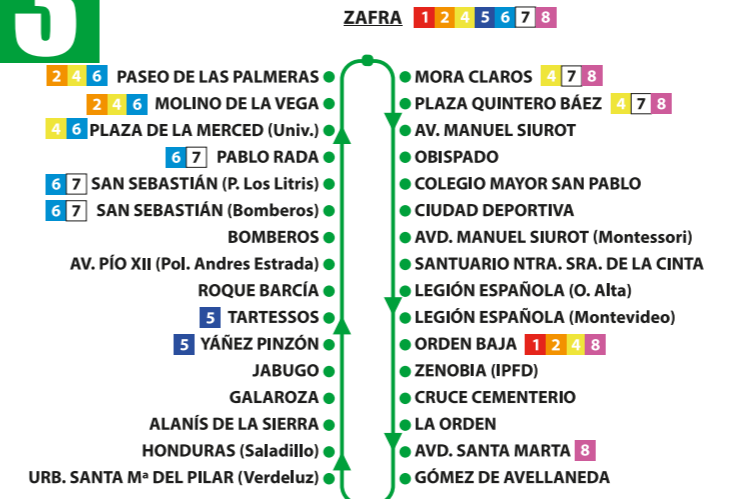 3
ZAFRA 1 2 4 5 6 7 8
2 4 6 PASEO DE LAS PALMERAS
2 4 6 MOLINO DE LA VEGA
4 6 PLAZA DE LA MERCED (Univ.)
6 7 PABLO RADA
6 7 SAN SEBASTIÁN (P. Los Litris)
6 7 SAN SEBASTIÁN (Bomberos)
BOMBEROS
AV. PÍO XII (Pol. Andres Estrada)
ROQUE BARCÍA
5 TARTESSOS
5 YÁÑEZ PINZÓN
JABUGO
GALAROZA
ALANÍS DE LA SIERRA
HONDURAS (Saladillo)
URB. SANTA Mª DEL PILAR (Verdeluz)
MORA CLAROS 4 7 8
PLAZA QUINTERO BÁEZ 4 7 8
AV. MANUEL SIUROT
OBISPADO
COLEGIO MAYOR SAN PABLO
CIUDAD DEPORTIVA
AVD. MANUEL SIUROT (Montessori)
SANTUARIO NTRA. SRA. DE LA CINTA
LEGIÓN ESPAÑOLA (O. Alta)
LEGIÓN ESPAÑOLA (Montevideo)
ORDEN BAJA 1 2 4 8
ZENOBIA (IPFD)
CRUCE CEMENTERIO
LA ORDEN
AVD. SANTA MARTA 8
GÓMEZ DE AVELLANEDA